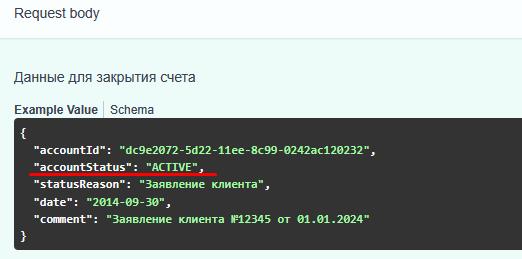 Request body
Данные для закрытия счета
Example Value Schema
{
"accountId": "dc9e2072-5d22-11ee-8c99-0242ac120232",
"accountStatus": "ACTIVE",
"statusReason": "Заявление клиента",
"date": "2014-09-30",
"comment": "Заявление клиента №12345 от 01.01.2024"
}